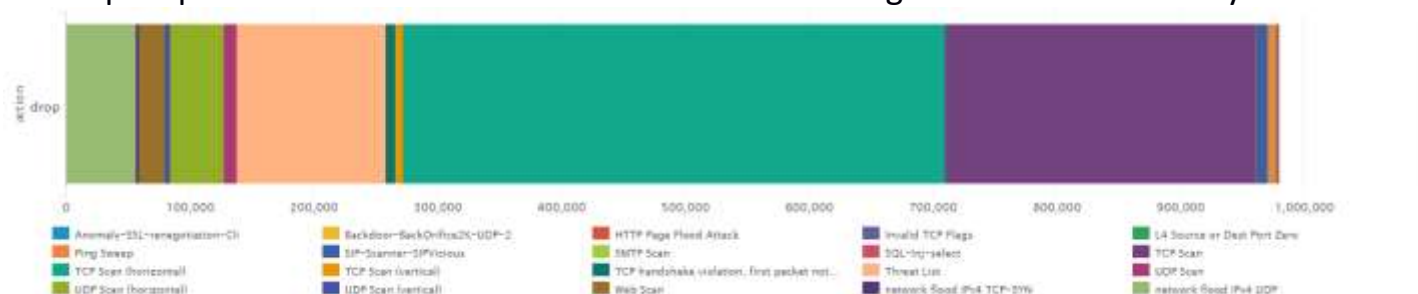 action
drop
0 100,000 200,000 300,000 400,000 500,000 600,000 700,000 800,000 900,000 1,000,000
Anomaly-SSL-renegotiation-Cli Backdoor-BackOrifice2K-UDP-2 HTTP Page Flood Attack Invalid TCP Flags L4 Source or Dest Port Zero
Ping Sweep SIP-Scanner-SIPVicious SMTP Scan SQL-Inj-select TCP Scan
TCP Scan (horizontal) TCP Scan (vertical) TCP handshake violation, first packet not... Threat List UDP Scan
UDP Scan (horizontal) UDP Scan (vertical) Web Scan network flood IPv4 TCP-SYN network flood IPv4 UDP